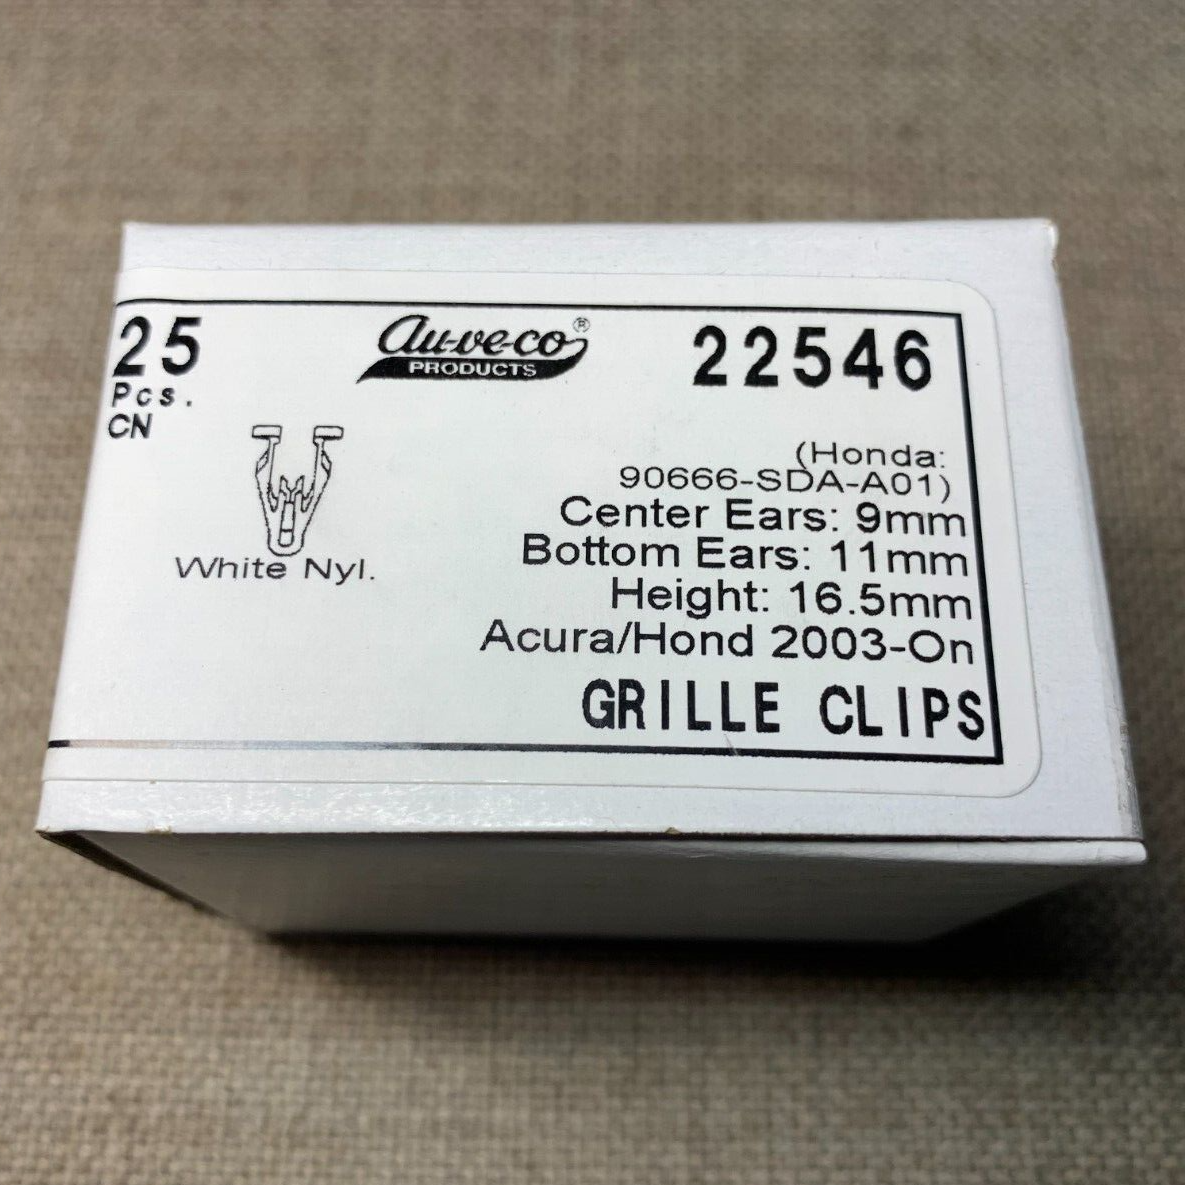 25
Pcs.
CN
Au-ve-co®
PRODUCTS
22546
White Nyl.
(Honda:
90666-SDA-A01)
Center Ears: 9mm
Bottom Ears: 11mm
Height: 16.5mm
Acura/Hond 2003-On
GRILLE CLIPS